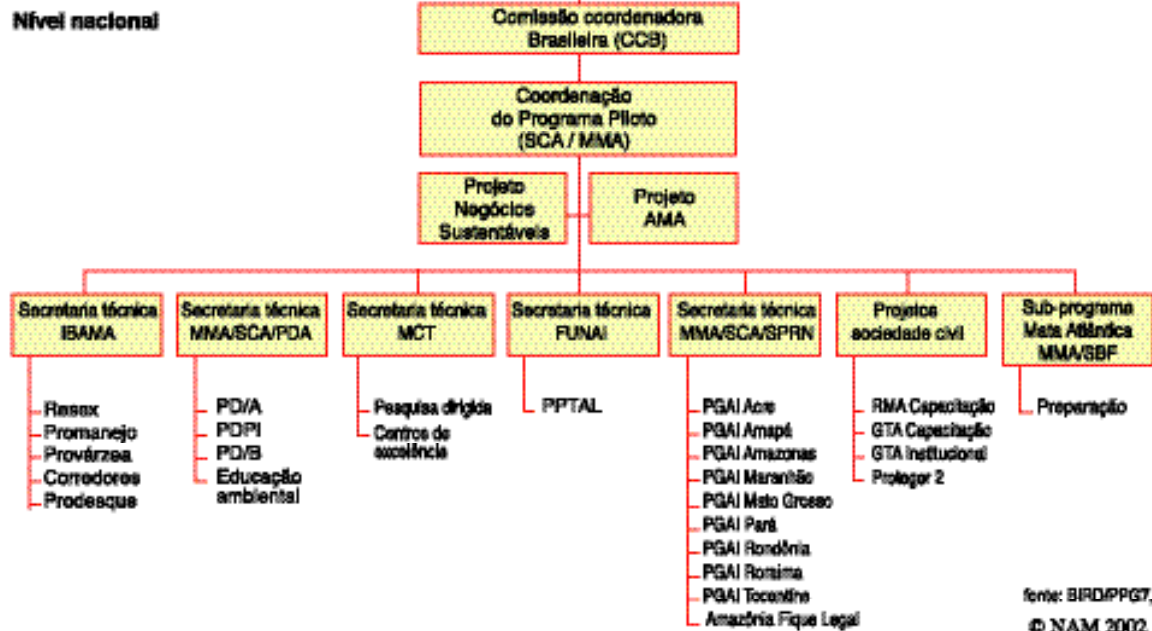 Nível nacional
Comissão coordenadora
Brasileira (CCB)
Coordenação
do Programa Piloto
(SCA / MMA)
Projeto
Negócios
Sustentáveis
Projeto
AMA
Secretaria técnica
IBAMA
Resex
Promanejo
Provárzea
Corredores
Prodesque
Secretaria técnica
MMA/SCA/PDA
PD/A
PDPI
PD/B
Educação
ambiental
Secretaria técnica
MCT
Pesquisa dirigida
Centros de
excelência
Secretaria técnica
FUNAI
PPTAL
Secretaria técnica
MMA/SCA/SPRN
PGAI Acre
PGAI Amapá
PGAI Amazonas
PGAI Maranhão
PGAI Mato Grosso
PGAI Pará
PGAI Rondônia
PGAI Roraima
PGAI Tocantins
Amazônia Fique Legal
Projetos
sociedade civil
RMA Capacitação
GTA Capacitação
GTA Institucional
Proteger 2
Sub-programa
Mata Atlântica
MMA/SBF
Preparação
fonte: BIRD/PPG7,
© NAM 2002